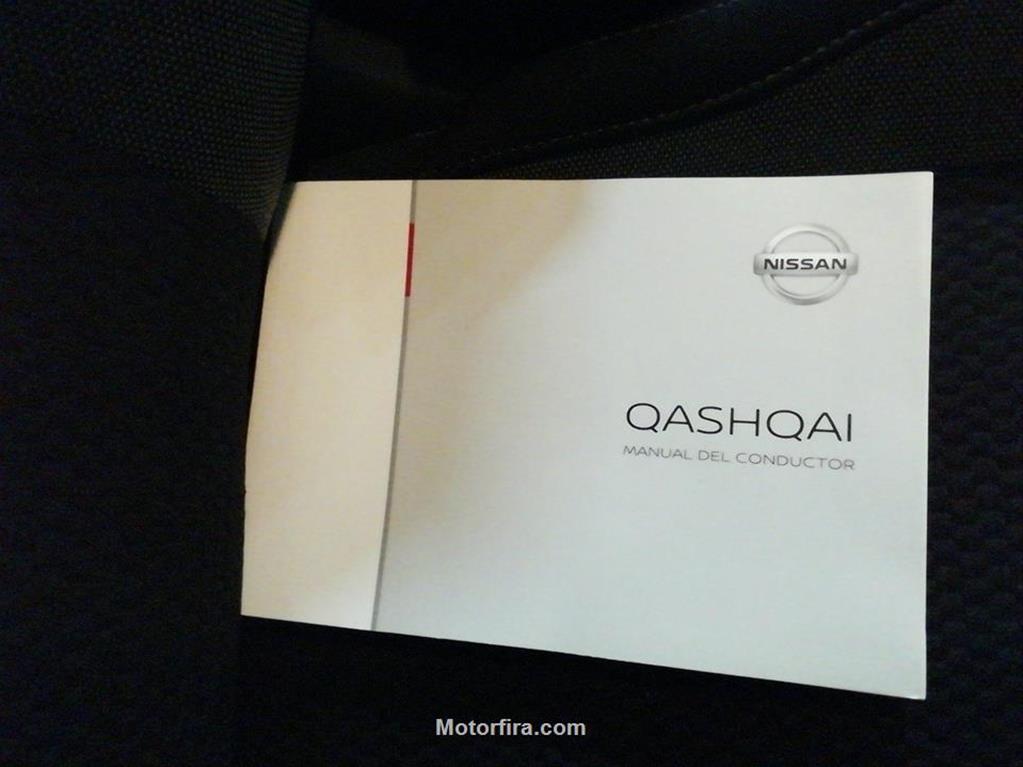 NISSAN
QASHQAI
MANUAL DEL CONDUCTOR
Motorfira.com